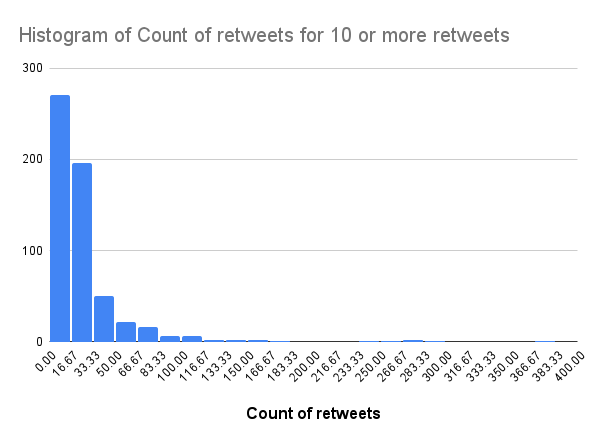 Histogram of Count of retweets for 10 or more retweets
300
200
100
0
0.00 16.67 33.33 50.00 66.67 83.33 100.00 116.67 133.33 150.00 166.67 183.33 200.00 216.67 233.33 250.00 266.67 283.33 300.00 316.67 333.33 350.00 366.67 383.33 400.00
Count of retweets